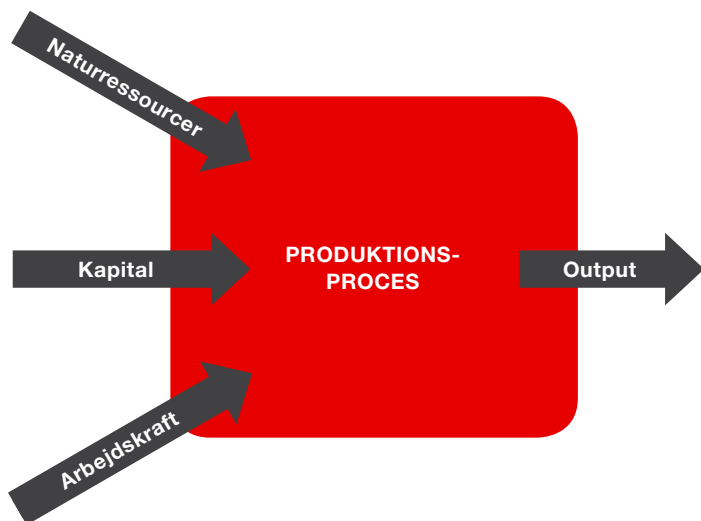 Naturressourcer
Kapital
PRODUKTIONS-
PROCES
Output
Arbejdskraft